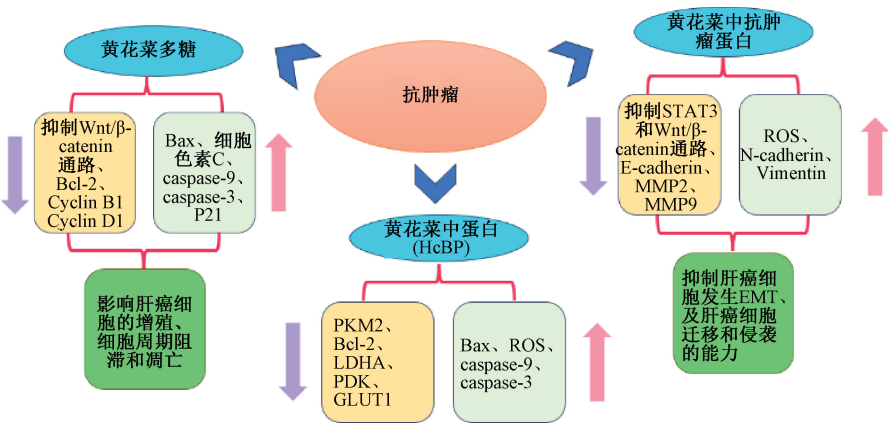 黄花菜多糖
抑制Wnt/β-
catenin
通路、
Bcl-2、
Cyclin B1
Cyclin D1
Bax、细胞
色素C、
caspase-9、
caspase-3、
P21
影响肝癌细
胞的增殖、
细胞周期阻
滞和凋亡
抗肿瘤
黄花菜中蛋白
(HcBP)
PKM2、
Bcl-2、
LDHA、
PDK、
GLUT1
Bax、ROS、
caspase-9、
caspase-3
黄花菜中抗肿
瘤蛋白
抑制STAT3
和Wnt/β-
catenin通路、
E-cadherin、
MMP2、
MMP9
ROS、
N-cadherin、
Vimentin
抑制肝癌细
胞发生EMT、
及肝癌细胞
迁移和侵袭
的能力